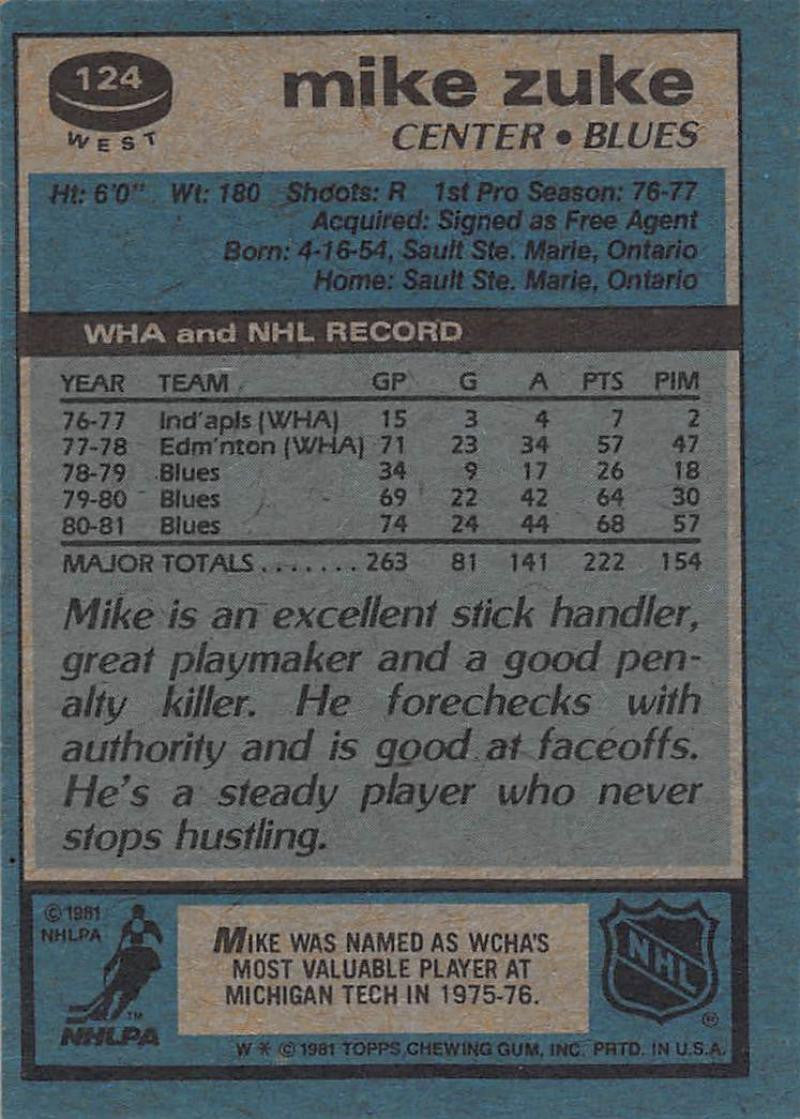 124
WEST
mike zuke
CENTER • BLUES
Ht: 6'0" Wt: 180 Shoots: R 1st Pro Season: 76-77
Acquired: Signed as Free Agent
Born: 4-16-54, Sault Ste. Marie, Ontario
Home: Sault Ste. Marie, Ontario
WHA and NHL RECORD
YEAR TEAM GP G A PTS PIM
76-77 Ind'apls (WHA) 15 3 4 7 2
77-78 Edm'nton (WHA) 71 23 34 57 47
78-79 Blues 34 9 17 26 18
79-80 Blues 69 22 42 64 30
80-81 Blues 74 24 44 68 57
MAJOR TOTALS....... 263 81 141 222 154
Mike is an excellent stick handler,
great playmaker and a good pen-
alty killer. He forechecks with
authority and is good at faceoffs.
He's a steady player who never
stops hustling.
© 1981
NHLPA
TM
NHLPA
MIKE WAS NAMED AS WCHA'S
MOST VALUABLE PLAYER AT
MICHIGAN TECH IN 1975-76.
NHL
®
W * © 1981 TOPPS CHEWING GUM, INC. PRTD. IN U.S.A.